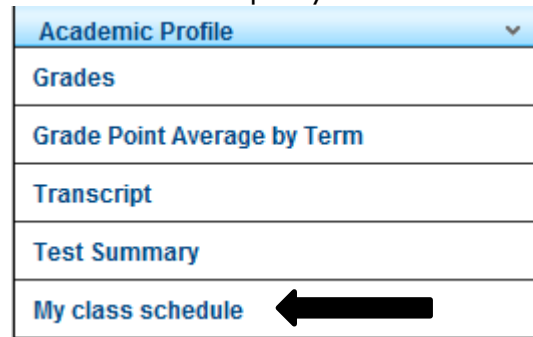 Academic Profile
Grades
Grade Point Average by Term
Transcript
Test Summary
My class schedule